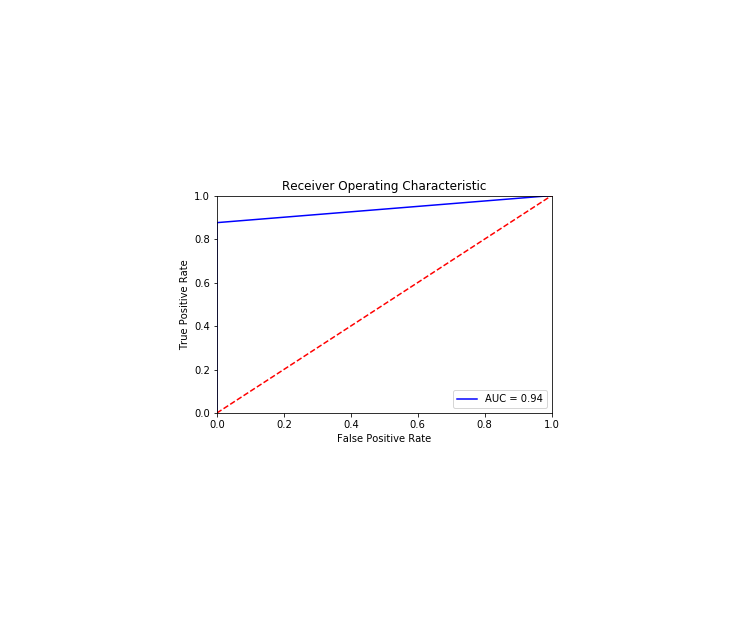 Receiver Operating Characteristic
1.0
0.8
0.6
0.4
0.2
0.0
True Positive Rate
AUC = 0.94
0.0 0.2 0.4 0.6 0.8 1.0
False Positive Rate